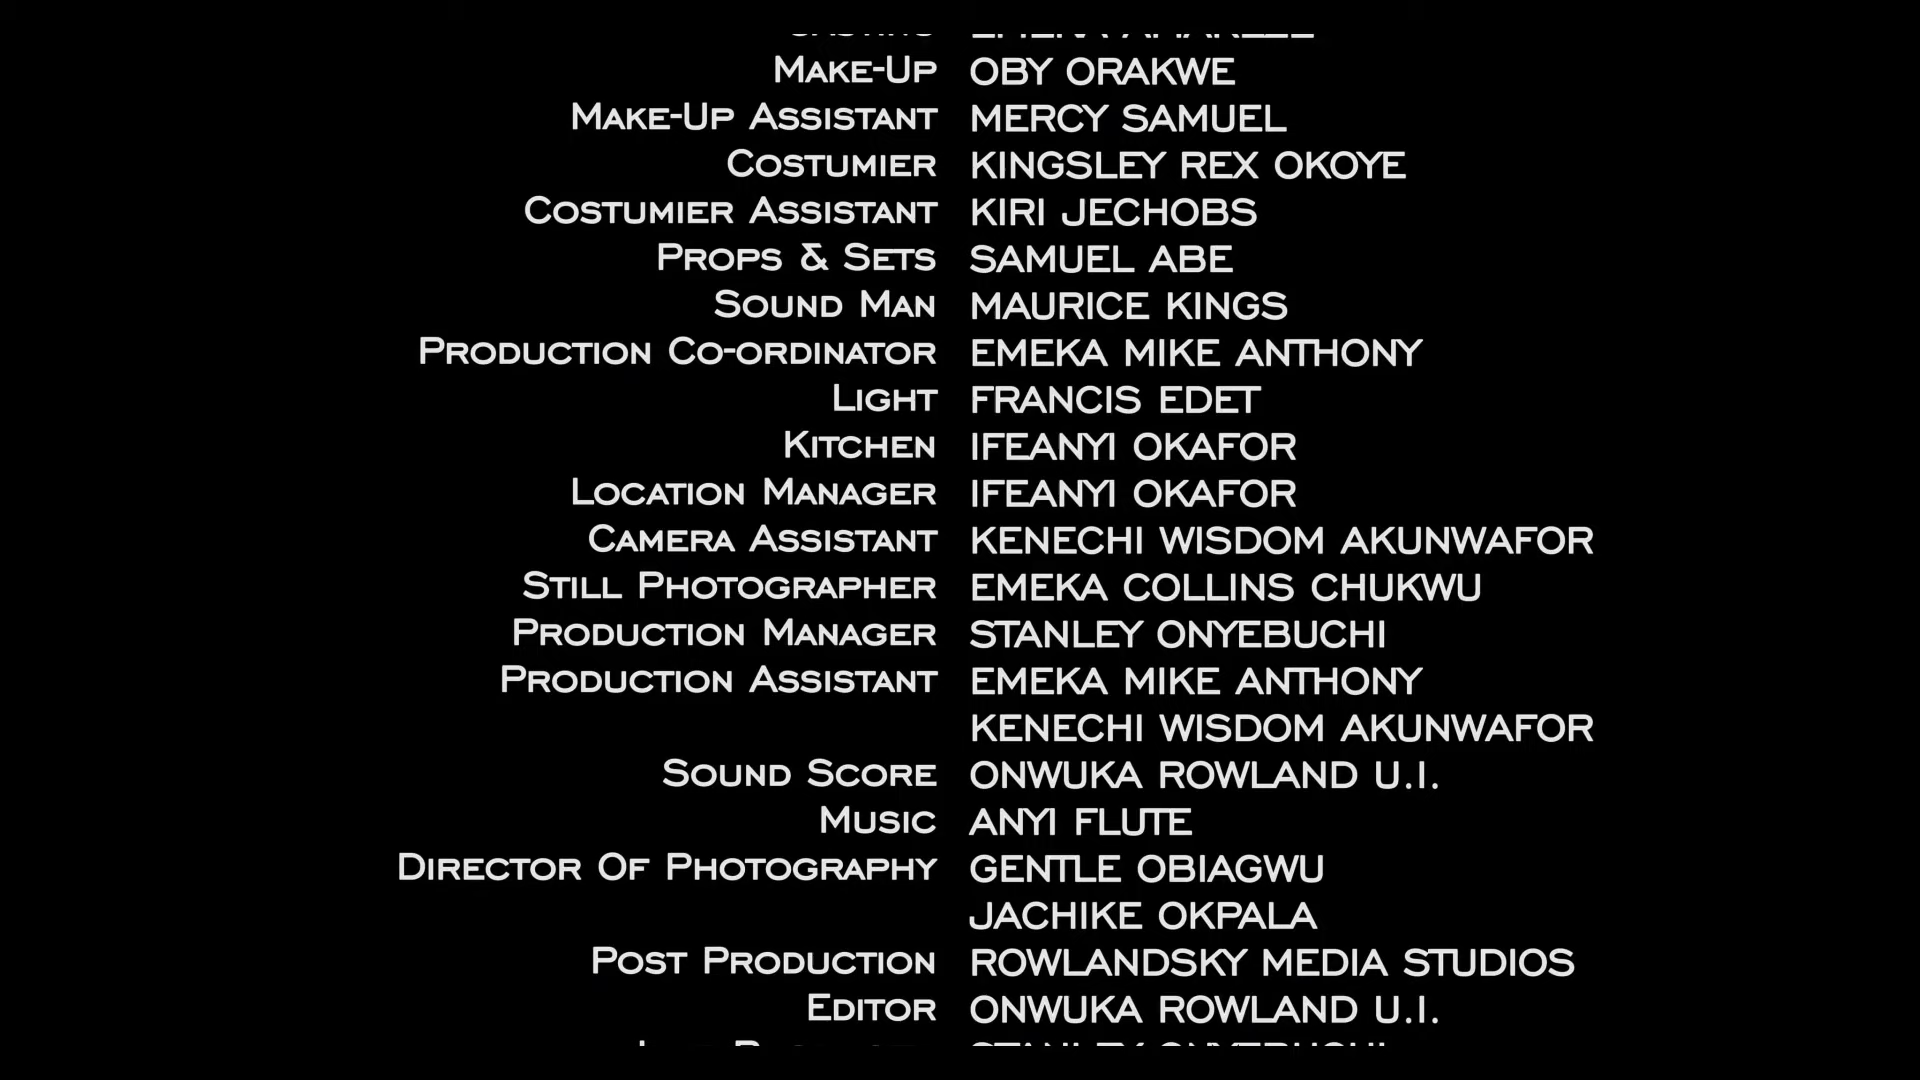 Make-Up OBY ORAKWE
Make-Up Assistant MERCY SAMUEL
Costumier KINGSLEY REX OKOYE
Costumier Assistant KIRI JECHOBS
Props & Sets SAMUEL ABE
Sound Man MAURICE KINGS
Production Co-ordinator EMEKA MIKE ANTHONY
Light FRANCIS EDET
Kitchen IFEANYI OKAFOR
Location Manager IFEANYI OKAFOR
Camera Assistant KENECHI WISDOM AKUNWAFOR
Still Photographer EMEKA COLLINS CHUKWU
Production Manager STANLEY ONYEBUCHI
Production Assistant EMEKA MIKE ANTHONY
KENECHI WISDOM AKUNWAFOR
Sound Score ONWUKA ROWLAND U.I.
Music ANYI FLUTE
Director Of Photography GENTLE OBIAGWU
JACHIKE OKPALA
Post Production ROWLANDSKY MEDIA STUDIOS
Editor ONWUKA ROWLAND U.I.